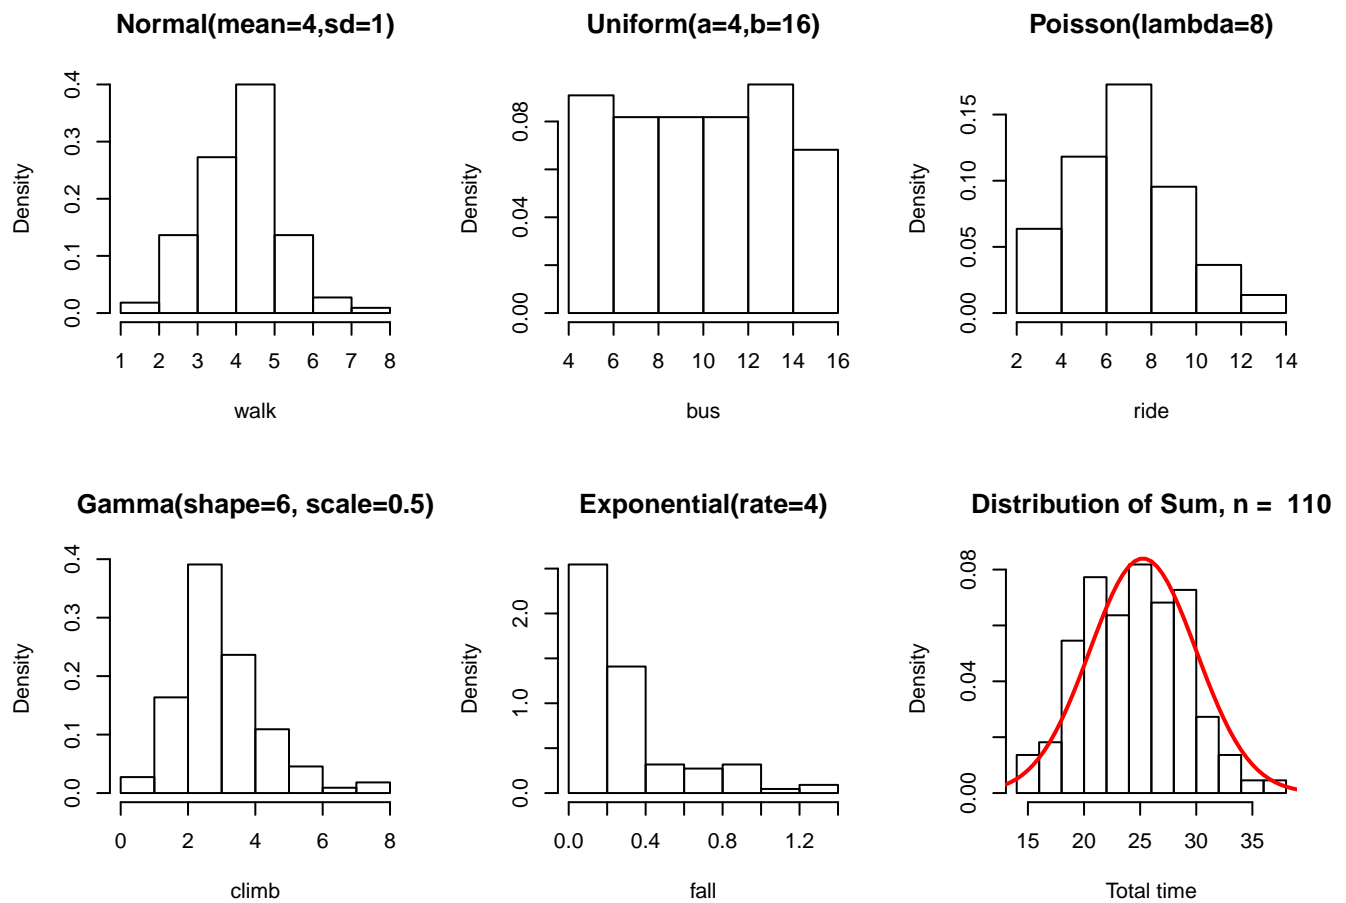 Normal(mean=4,sd=1)
Density
0.0 0.1 0.2 0.3 0.4
1 2 3 4 5 6 7 8
walk
Uniform(a=4,b=16)
Density
0.00 0.04 0.08
4 6 8 10 12 14 16
bus
Poisson(lambda=8)
Density
0.00 0.05 0.10 0.15
2 4 6 8 10 12 14
ride
Gamma(shape=6, scale=0.5)
Density
0.0 0.1 0.2 0.3 0.4
0 2 4 6 8
climb
Exponential(rate=4)
Density
0.0 1.0 2.0
0.0 0.4 0.8 1.2
fall
Distribution of Sum, n =  110
Density
0.00 0.04 0.08
15 20 25 30 35
Total time